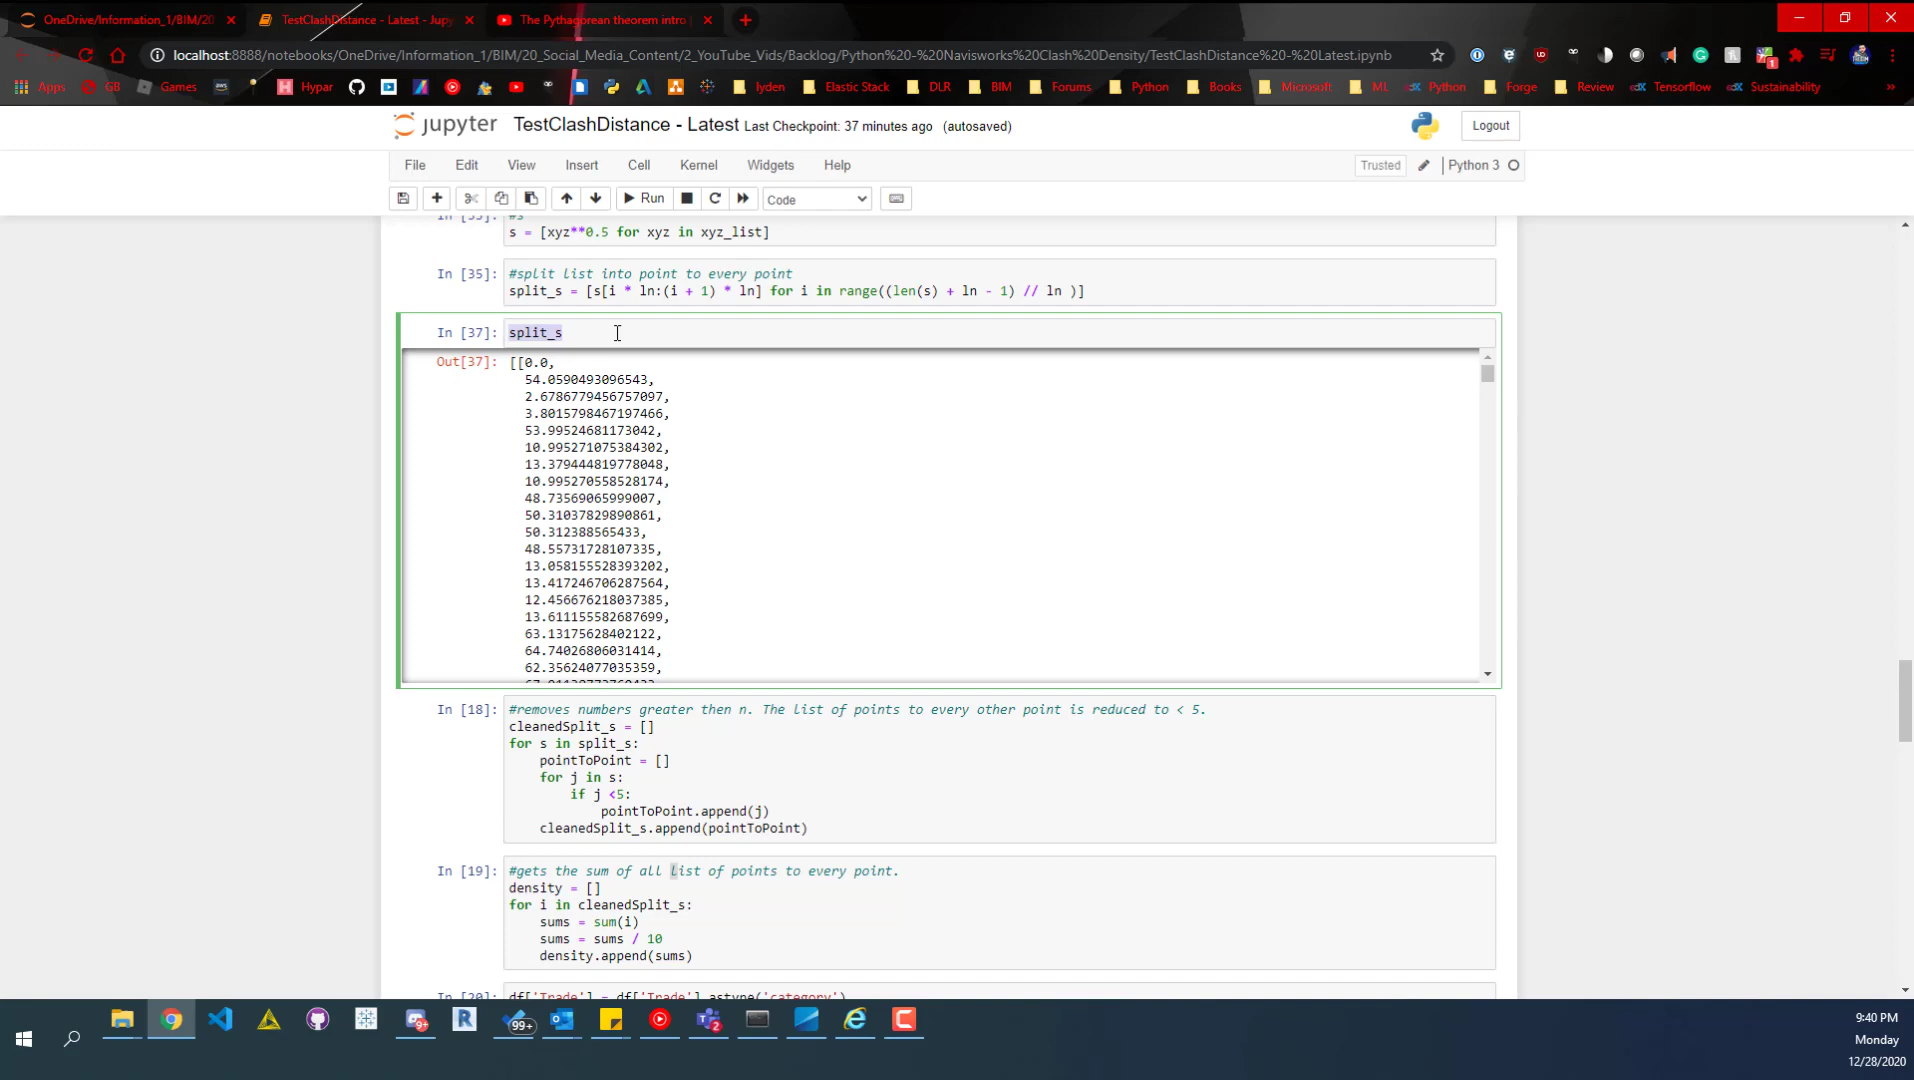 OneDrive/Information_1/BIM/20
TestClashDistance - Latest - Jupy
The Pythagorean theorem intro
localhost:8888/notebooks/OneDrive/Information_1/BIM/20_Social_Media_Content/2_YouTube_Vids/Backlog/Python%20-%20Navisworks%20Clash%20Density/TestClashDistance%20-%20Latest.ipynb
Apps GB Games Hypar Iyden Elastic Stack DLR BIM Forums Python Books Microsoft ML Python Forge Review Tensorflow Sustainability
jupyter TestClashDistance - Latest Last Checkpoint: 37 minutes ago (autosaved) Logout
File Edit View Insert Cell Kernel Widgets Help Trusted Python 3
Run Code
#s
s = [xyz**0.5 for xyz in xyz_list]
In [35]: #split list into point to every point
split_s = [s[i * ln:(i + 1) * ln] for i in range((len(s) + ln - 1) // ln )]
In [37]: split_s
Out[37]: [[0.0,
54.0590493096543,
2.6786779456757097,
3.8015798467197466,
53.99524681173042,
10.995271075384302,
13.379444819778048,
10.995270558528174,
48.73569065999007,
50.31037829890861,
50.312388565433,
48.55731728107335,
13.058155528393202,
13.417246706287564,
12.456676218037385,
13.611155582687699,
63.13175628402122,
64.74026806031414,
62.35624077035359,
In [18]: #removes numbers greater then n. The list of points to every other point is reduced to < 5.
cleanedSplit_s = []
for s in split_s:
pointToPoint = []
for j in s:
if j <5:
pointToPoint.append(j)
cleanedSplit_s.append(pointToPoint)
In [19]: #gets the sum of all list of points to every point.
density = []
for i in cleanedSplit_s:
sums = sum(i)
sums = sums / 10
density.append(sums)
In [20]: df['Trade'] = df['Trade'].astype('category')
9:40 PM
Monday
12/28/2020
99+